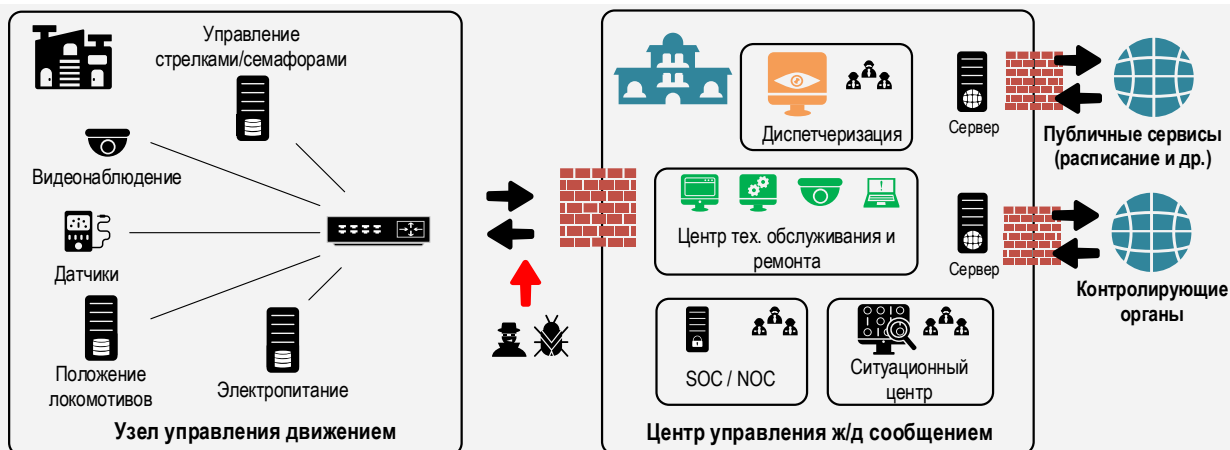 Управление
стрелками/семафорами
Видеонаблюдение
Датчики
Положение
локомотивов
Электропитание
Узел управления движением
Диспетчеризация
Центр тех. обслуживания и
ремонта
SOC / NOC
Ситуационный
центр
Центр управления ж/д сообщением
Сервер
Публичные сервисы
(расписание и др.)
Сервер
Контролирующие
органы